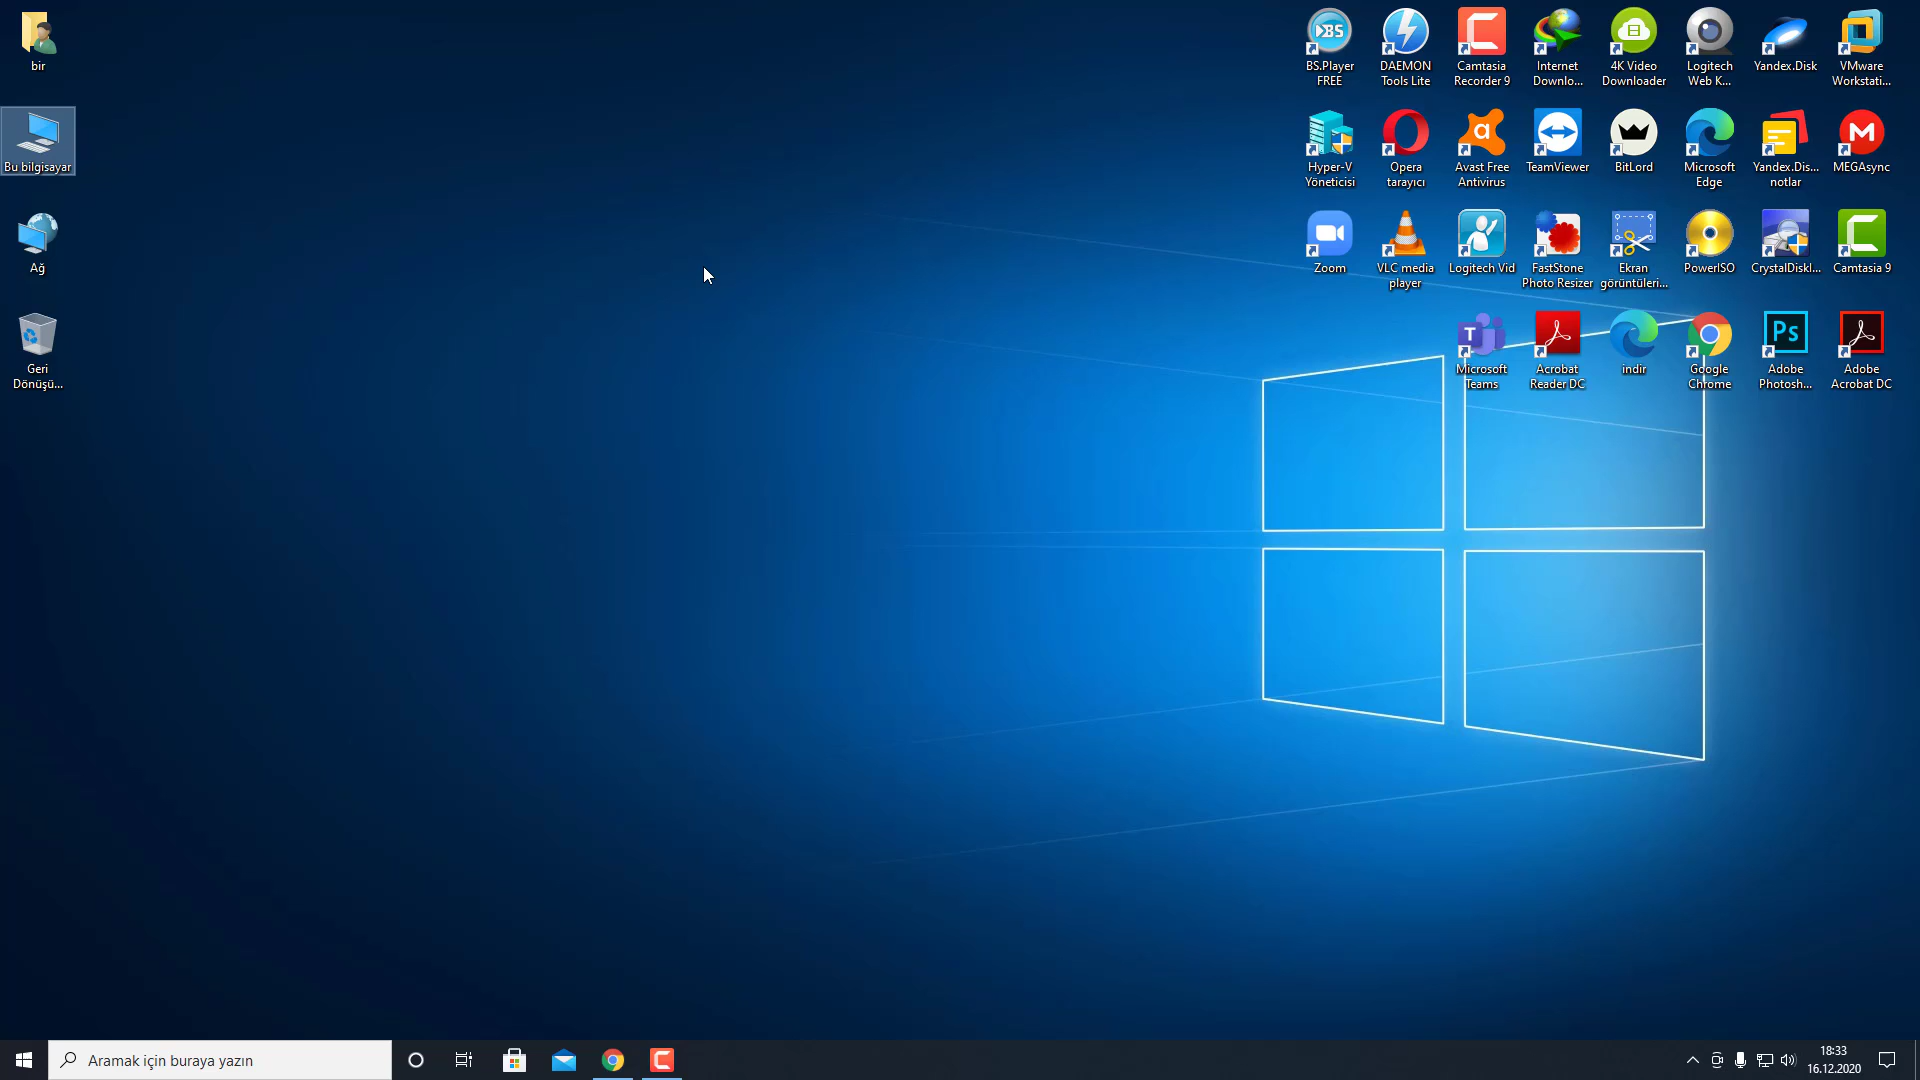 bir
Bu bilgisayar
Ağ
Geri
Dönüşü...
BS.Player
FREE
DAEMON
Tools Lite
Camtasia
Recorder 9
Internet
Downlo...
4K Video
Downloader
Logitech
Web K...
Yandex.Disk
VMware
Workstati...
Hyper-V
Yöneticisi
Opera
tarayıcı
Avast Free
Antivirus
TeamViewer
BitLord
Microsoft
Edge
Yandex.Dis...
notlar
MEGAsync
Zoom
VLC media
player
Logitech Vid
FastStone
Photo Resizer
Ekran
görüntüleri...
PowerISO
CrystalDiskI...
Camtasia 9
Microsoft
Teams
Acrobat
Reader DC
indir
Google
Chrome
Adobe
Photosh...
Adobe
Acrobat DC
Aramak için buraya yazın
18:33
16.12.2020